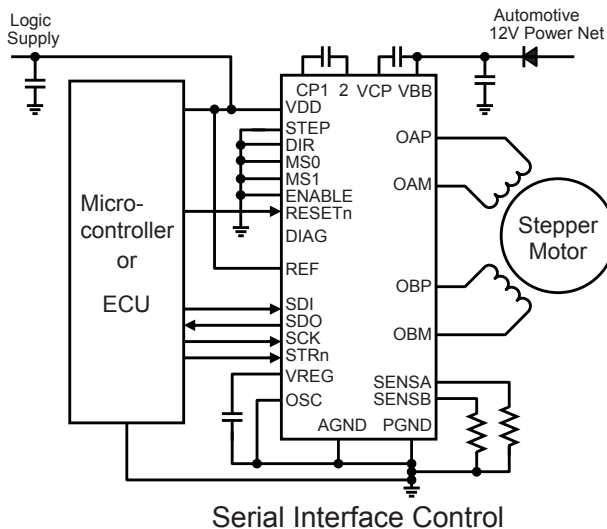 Logic
Supply
Automotive
12V Power Net
CP1 2 VCP VBB
VDD
STEP
DIR
MS0
MS1
ENABLE
RESETn
DIAG
REF
SDI
SDO
SCK
STRn
VREG
OSC
AGND PGND
OAP
OAM
OBP
OBM
SENSA
SENSB
Micro-
controller
or
ECU
Stepper
Motor
Serial Interface Control